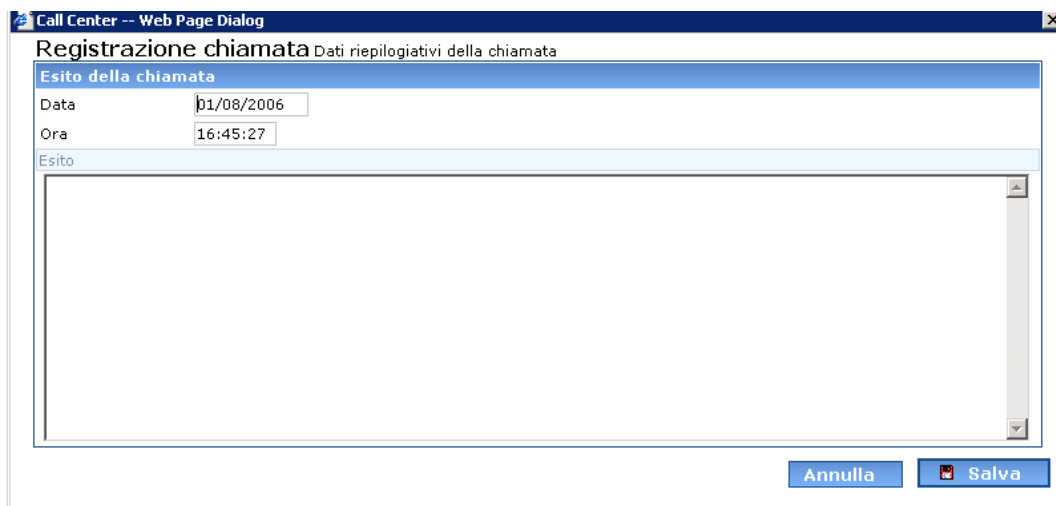 Call Center -- Web Page Dialog
Registrazione chiamata Dati riepilogiativi della chiamata
Esito della chiamata
Data 01/08/2006
Ora 16:45:27
Esito
Annulla Salva